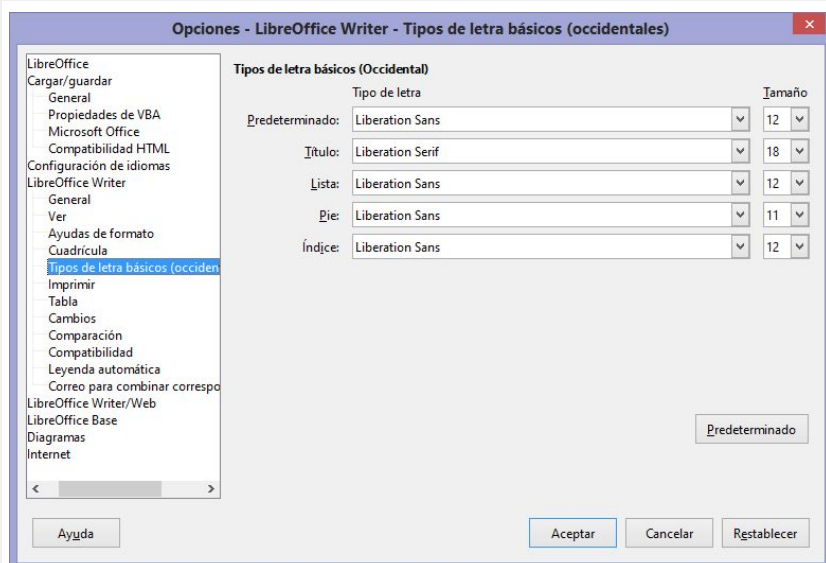 Opciones - LibreOffice Writer - Tipos de letra básicos (occidentales)
LibreOffice
Cargar/guardar
General
Propiedades de VBA
Microsoft Office
Compatibilidad HTML
Configuración de idiomas
LibreOffice Writer
General
Ver
Ayudas de formato
Cuadrícula
Tipos de letra básicos (occiden
Imprimir
Tabla
Cambios
Comparación
Compatibilidad
Leyenda automática
Correo para combinar correspo
LibreOffice Writer/Web
LibreOffice Base
Diagramas
Internet
Tipos de letra básicos (Occidental)
Tipo de letra Tamaño
Predeterminado: Liberation Sans 12
Título: Liberation Serif 18
Lista: Liberation Sans 12
Pie: Liberation Sans 11
Índice: Liberation Sans 12
Predeterminado
Ayuda Aceptar Cancelar Restablecer